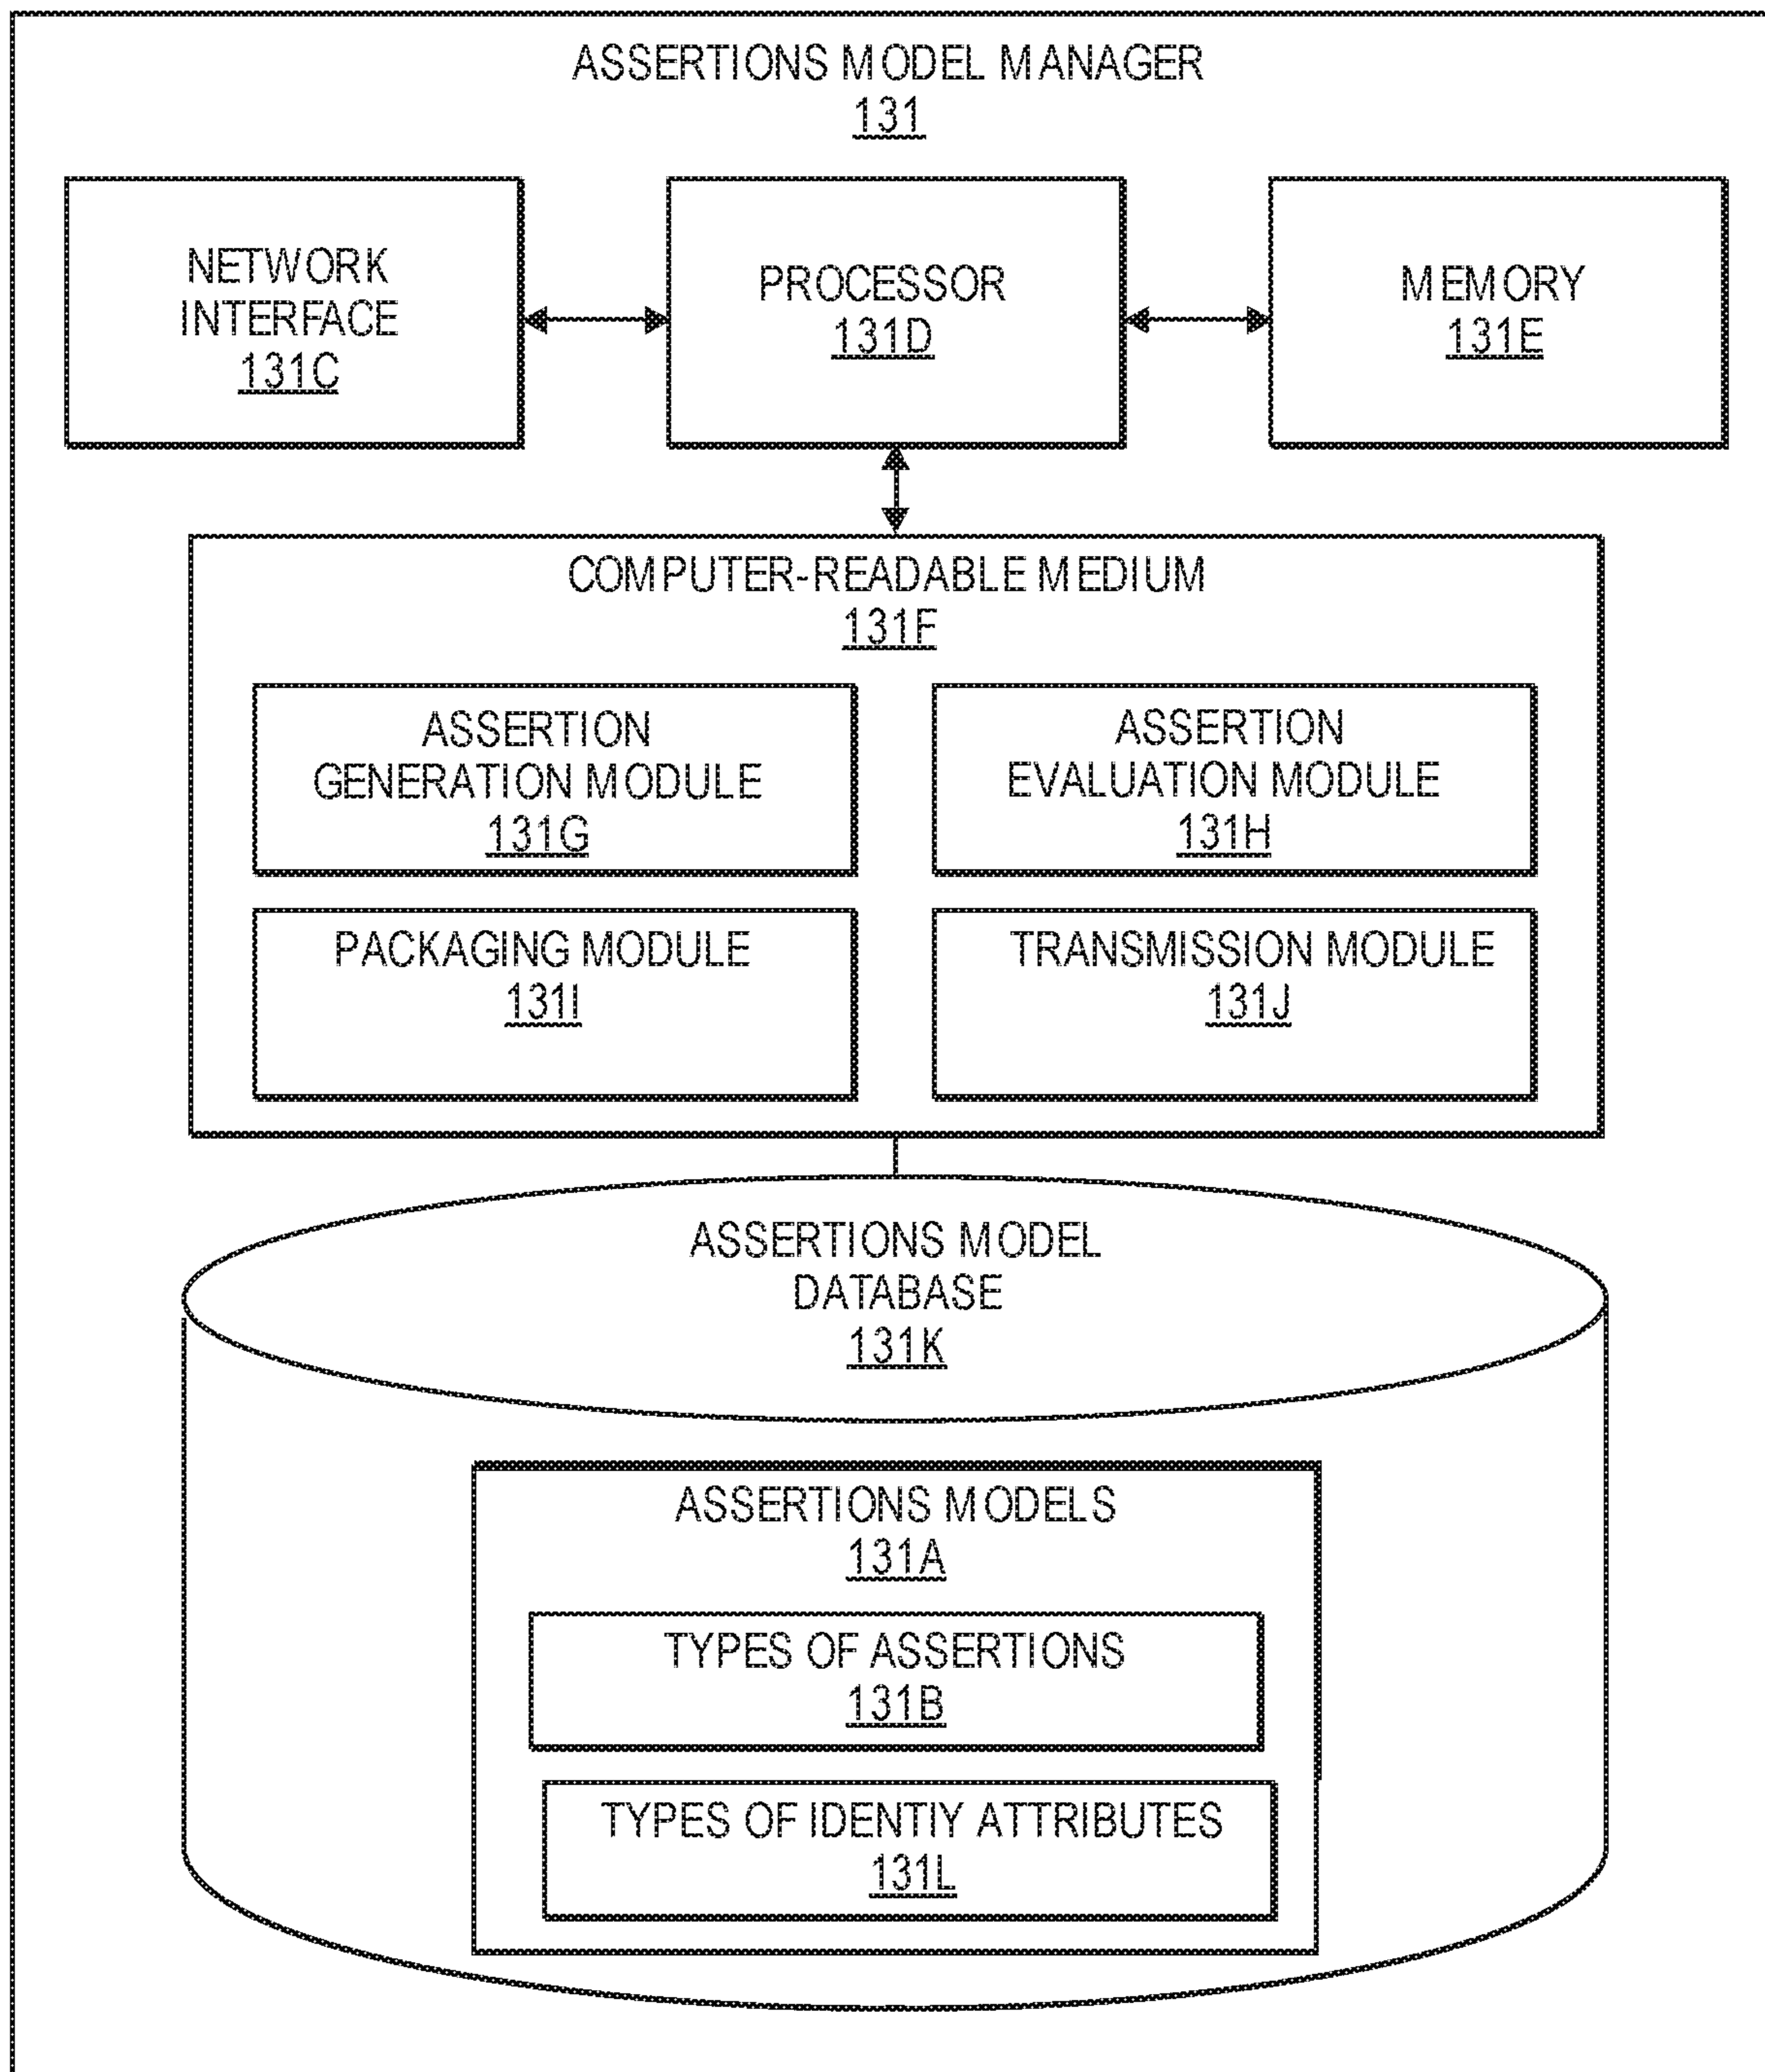 ASSERTIONS MODEL MANAGER
131
NETWORK
INTERFACE
131C
PROCESSOR
131D
MEMORY
131E
COMPUTER-READABLE MEDIUM
131F
ASSERTION
GENERATION MODULE
131G
ASSERTION
EVALUATION MODULE
131H
PACKAGING MODULE
131I
TRANSMISSION MODULE
131J
ASSERTIONS MODEL
DATABASE
131K
ASSERTIONS MODELS
131A
TYPES OF ASSERTIONS
131B
TYPES OF IDENTIY ATTRIBUTES
131L